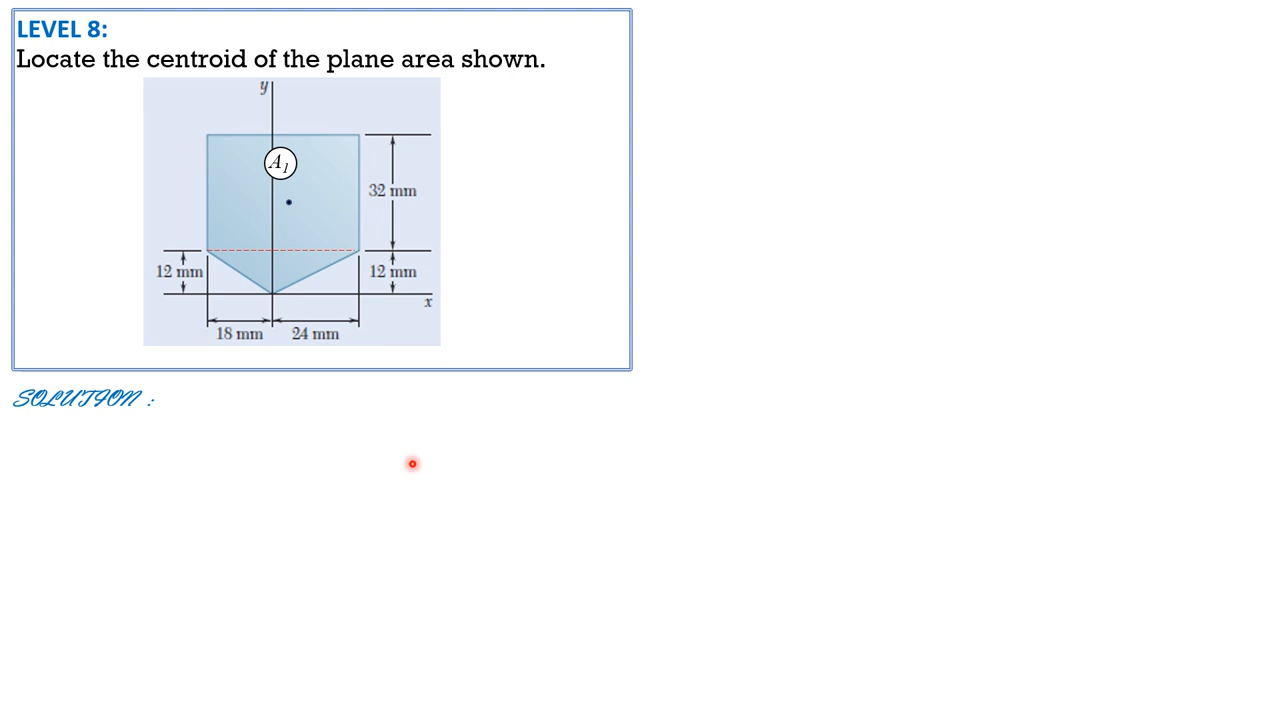 LEVEL 8:
Locate the centroid of the plane area shown.
y
A1
32 mm
12 mm
12 mm
x
18 mm
24 mm
SOLUTION :